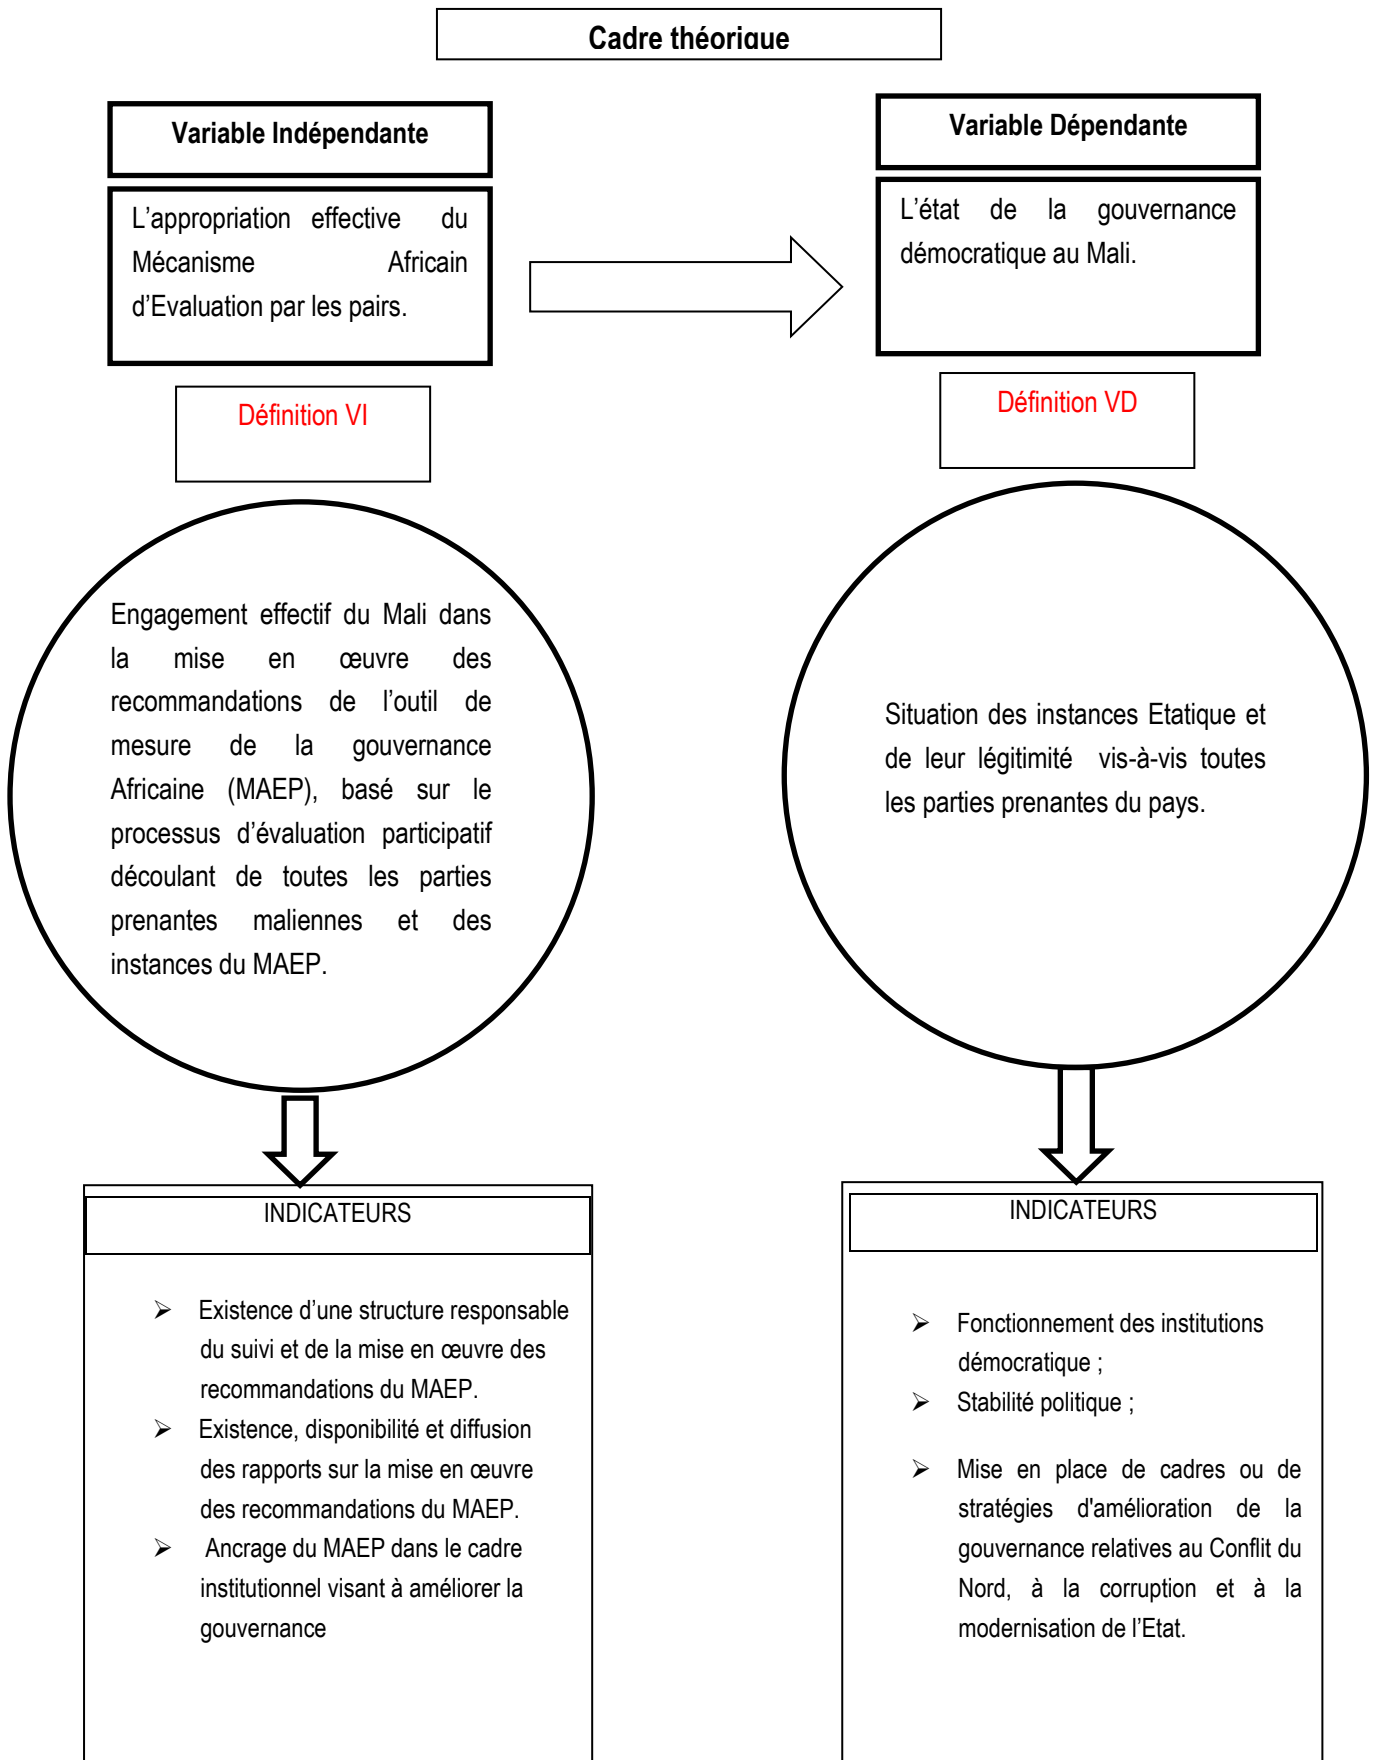 Cadre théorique
Variable Indépendante
L’appropriation effective du
Mécanisme Africain
d’Evaluation par les pairs.
Définition VI
Engagement effectif du Mali dans
la mise en œuvre des
recommandations de l’outil de
mesure de la gouvernance
Africaine (MAEP), basé sur le
processus d’évaluation participatif
découlant de toutes les parties
prenantes maliennes et des
instances du MAEP.
INDICATEURS
➢ Existence d’une structure responsable
du suivi et de la mise en œuvre des
recommandations du MAEP.
➢ Existence, disponibilité et diffusion
des rapports sur la mise en œuvre
des recommandations du MAEP.
➢ Ancrage du MAEP dans le cadre
institutionnel visant à améliorer la
gouvernance
Variable Dépendante
L’état de la gouvernance
démocratique au Mali.
Définition VD
Situation des instances Etatique et
de leur légitimité vis-à-vis toutes
les parties prenantes du pays.
INDICATEURS
➢ Fonctionnement des institutions
démocratique ;
➢ Stabilité politique ;
➢ Mise en place de cadres ou de
stratégies d'amélioration de la
gouvernance relatives au Conflit du
Nord, à la corruption et à la
modernisation de l’Etat.